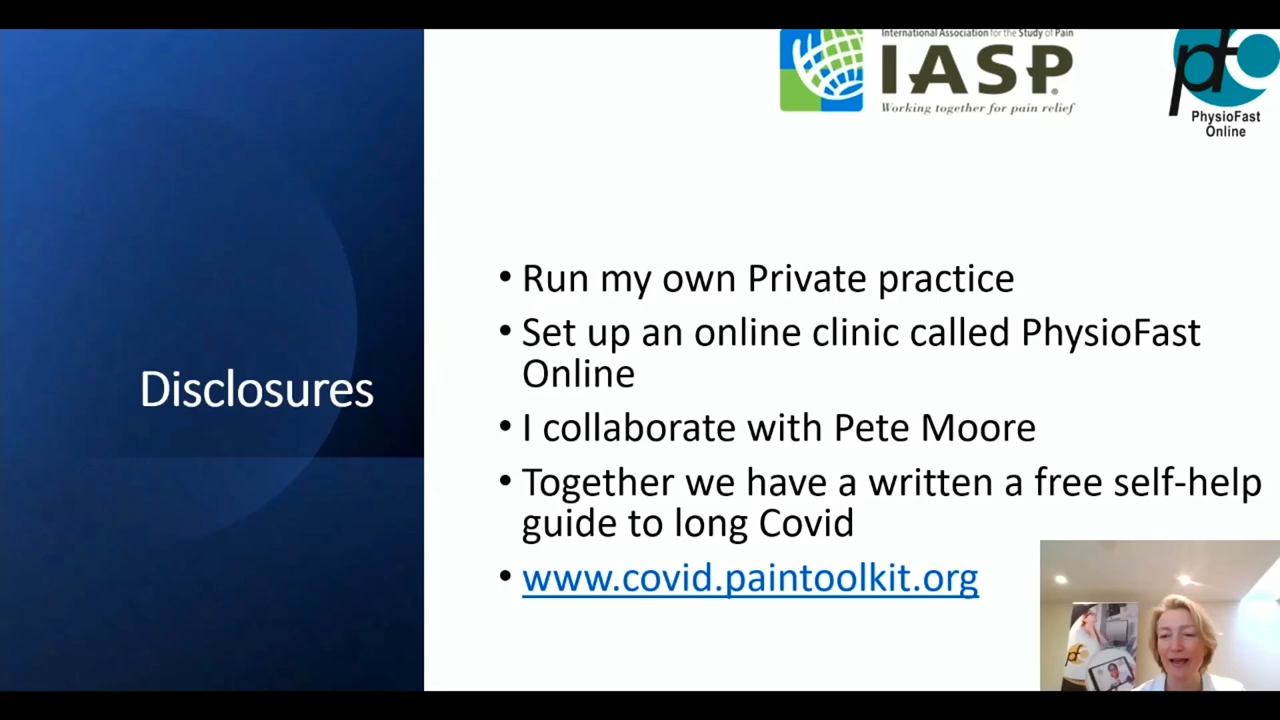 International Association for the Study of Pain
IASP
Working together for pain relief
PhysioFast
Online
Disclosures
• Run my own Private practice
• Set up an online clinic called PhysioFast
Online
• I collaborate with Pete Moore
• Together we have a written a free self-help
guide to long Covid
• www.covid.paintoolkit.org